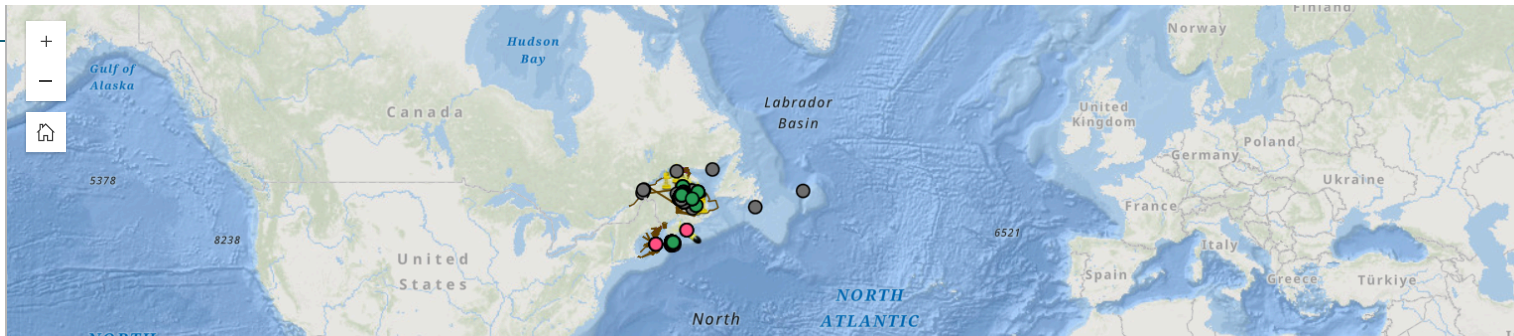 +
Hudson
Bay
Gulf of
Alaska
−
Canada
Labrador
Basin
Norway
Finland
United
Kingdom
Poland
Germany
5378
Ukraine
France
8238
United
States
6521
Italy
Spain
Greece
Türkiye
NORTH
ATLANTIC
North
NORTH